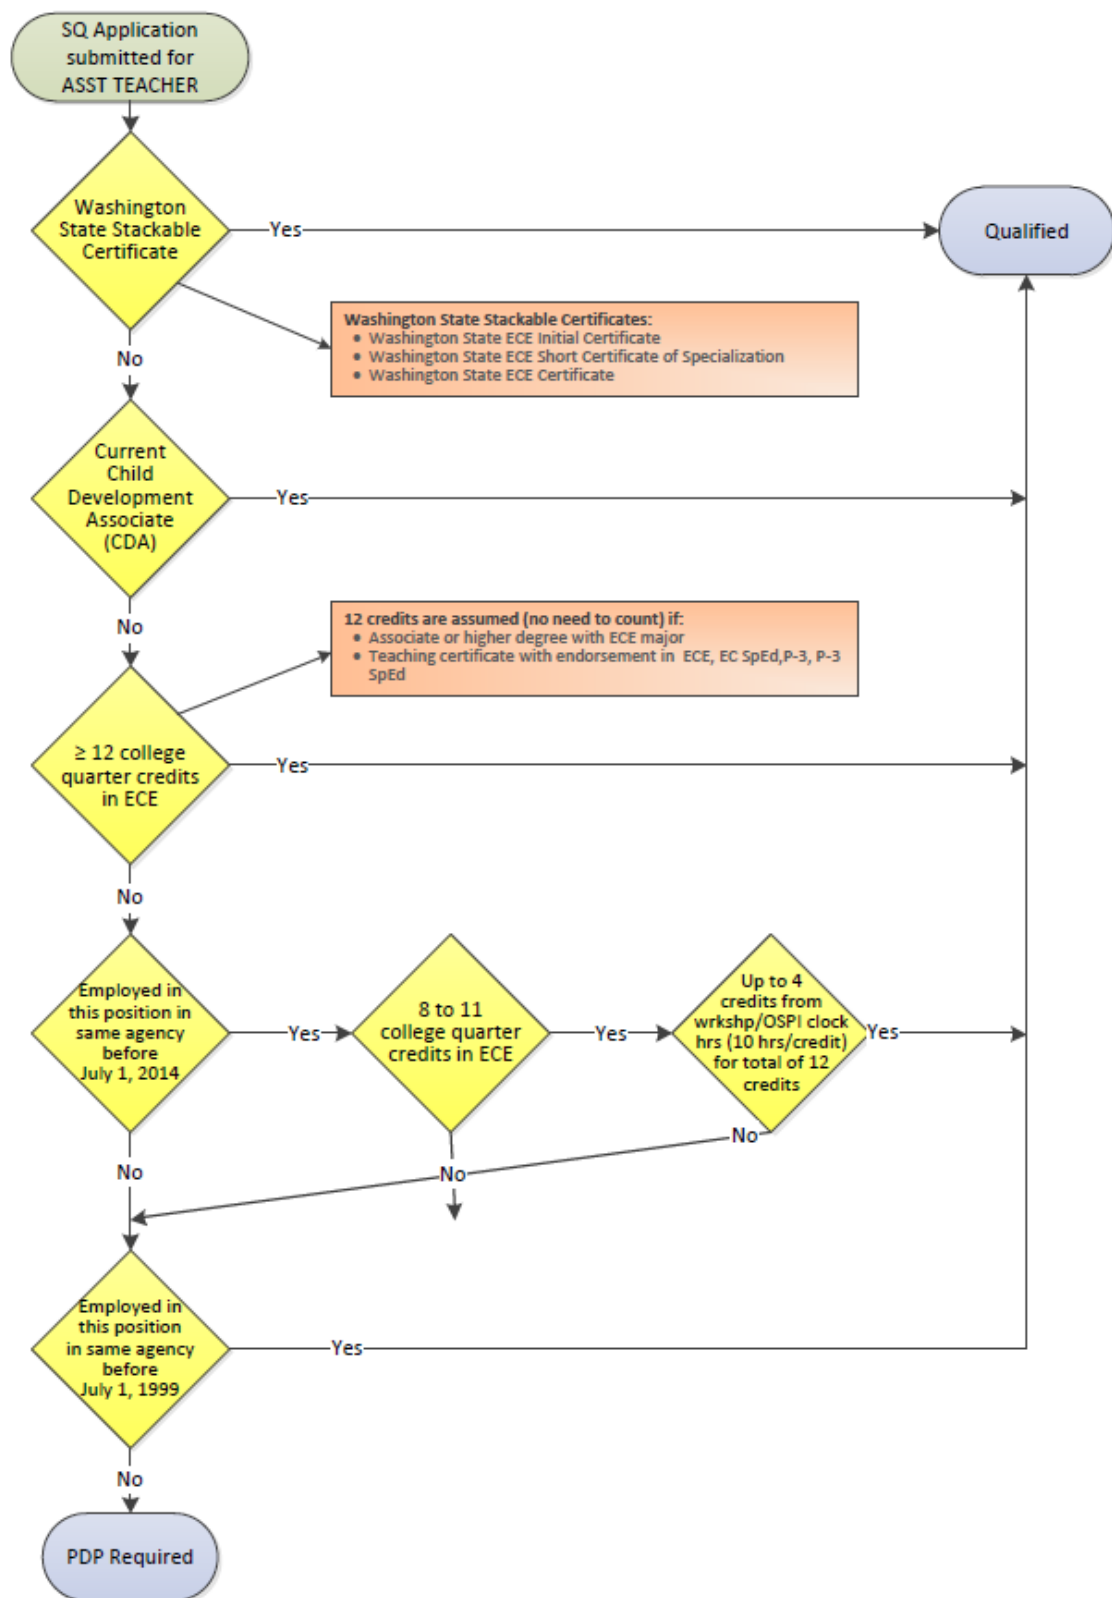 SQ Application
submitted for
ASST TEACHER
Washington
State Stackable
Certificate
Yes
Qualified
Washington State Stackable Certificates:
• Washington State ECE Initial Certificate
• Washington State ECE Short Certificate of Specialization
• Washington State ECE Certificate
No
Current
Child
Development
Associate
(CDA)
Yes
No
12 credits are assumed (no need to count) if:
• Associate or higher degree with ECE major
• Teaching certificate with endorsement in ECE, EC SpEd,P-3, P-3
SpEd
≥ 12 college
quarter credits
in ECE
Yes
No
Employed in
this position in
same agency
before
July 1, 2014
Yes
8 to 11
college quarter
credits in ECE
Yes
Up to 4
credits from
wrkshp/OSPI clock
hrs (10 hrs/credit)
for total of 12
credits
Yes
No
No
No
Employed in
this position
in same agency
before
July 1, 1999
Yes
No
PDP Required